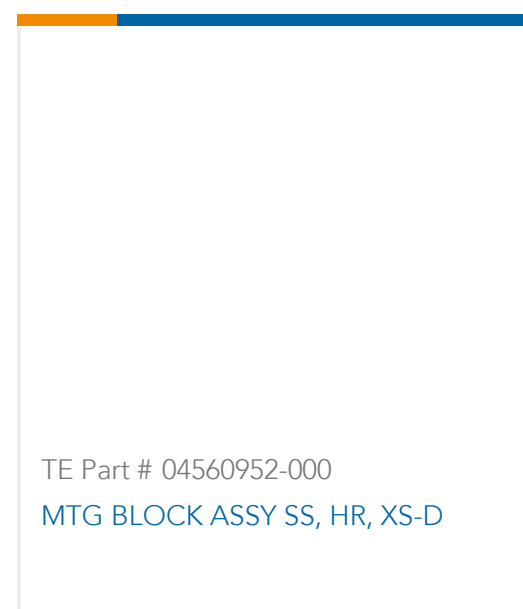 TE Part # 04560952-000
MTG BLOCK ASSY SS, HR, XS-D